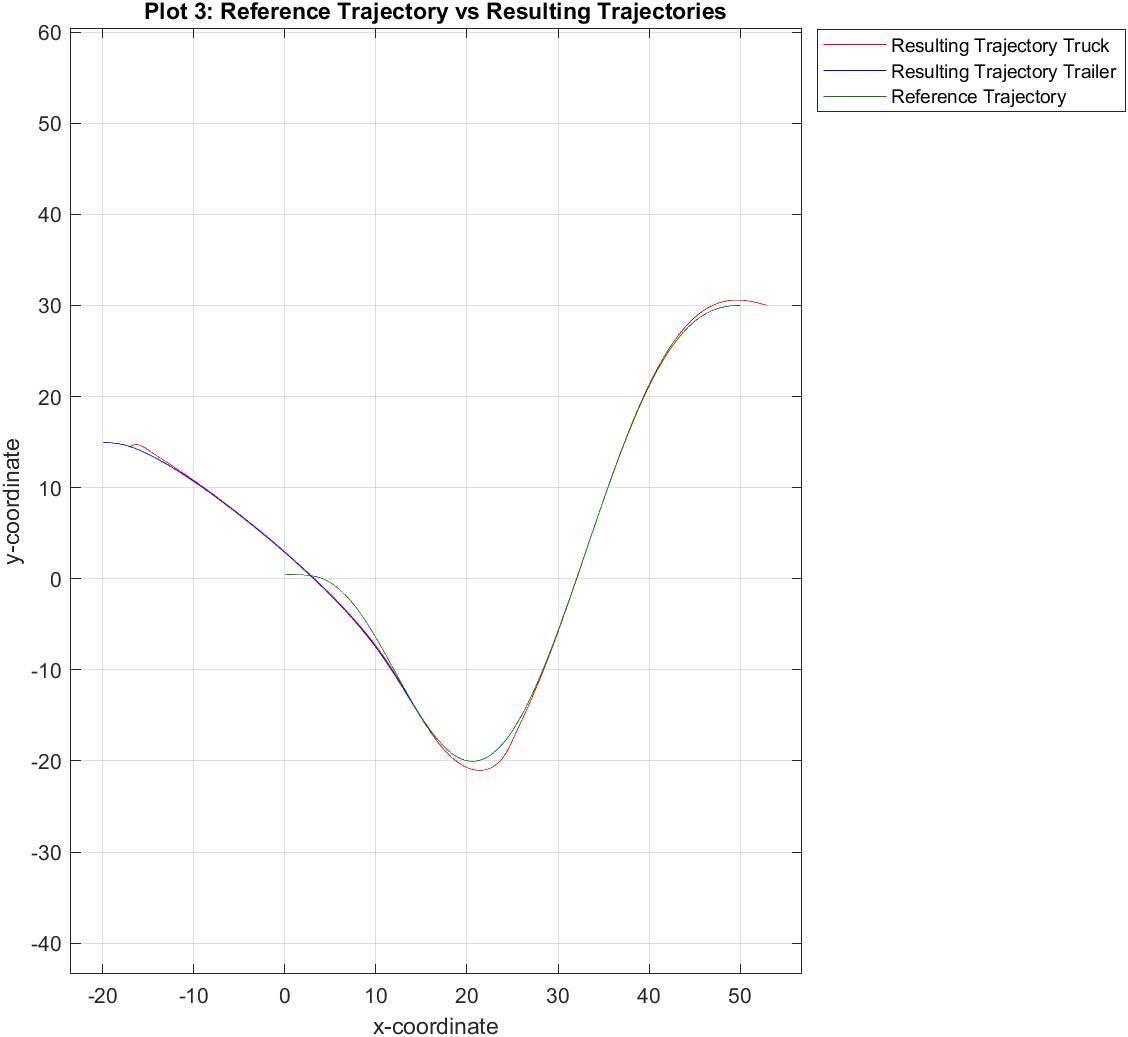 Plot 3: Reference Trajectory vs Resulting Trajectories
Resulting Trajectory Truck
Resulting Trajectory Trailer
Reference Trajectory
60
50
40
30
20
10
0
-10
-20
-30
-40
y-coordinate
-20 -10 0 10 20 30 40 50
x-coordinate